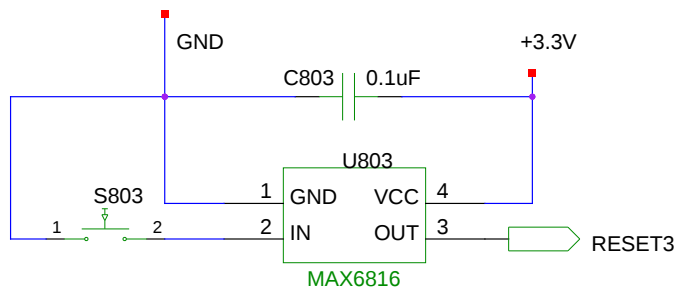 GND
+3.3V
C803 0.1uF
U803
S803
1 GND VCC 4
1 2
2 IN OUT 3
RESET3
MAX6816